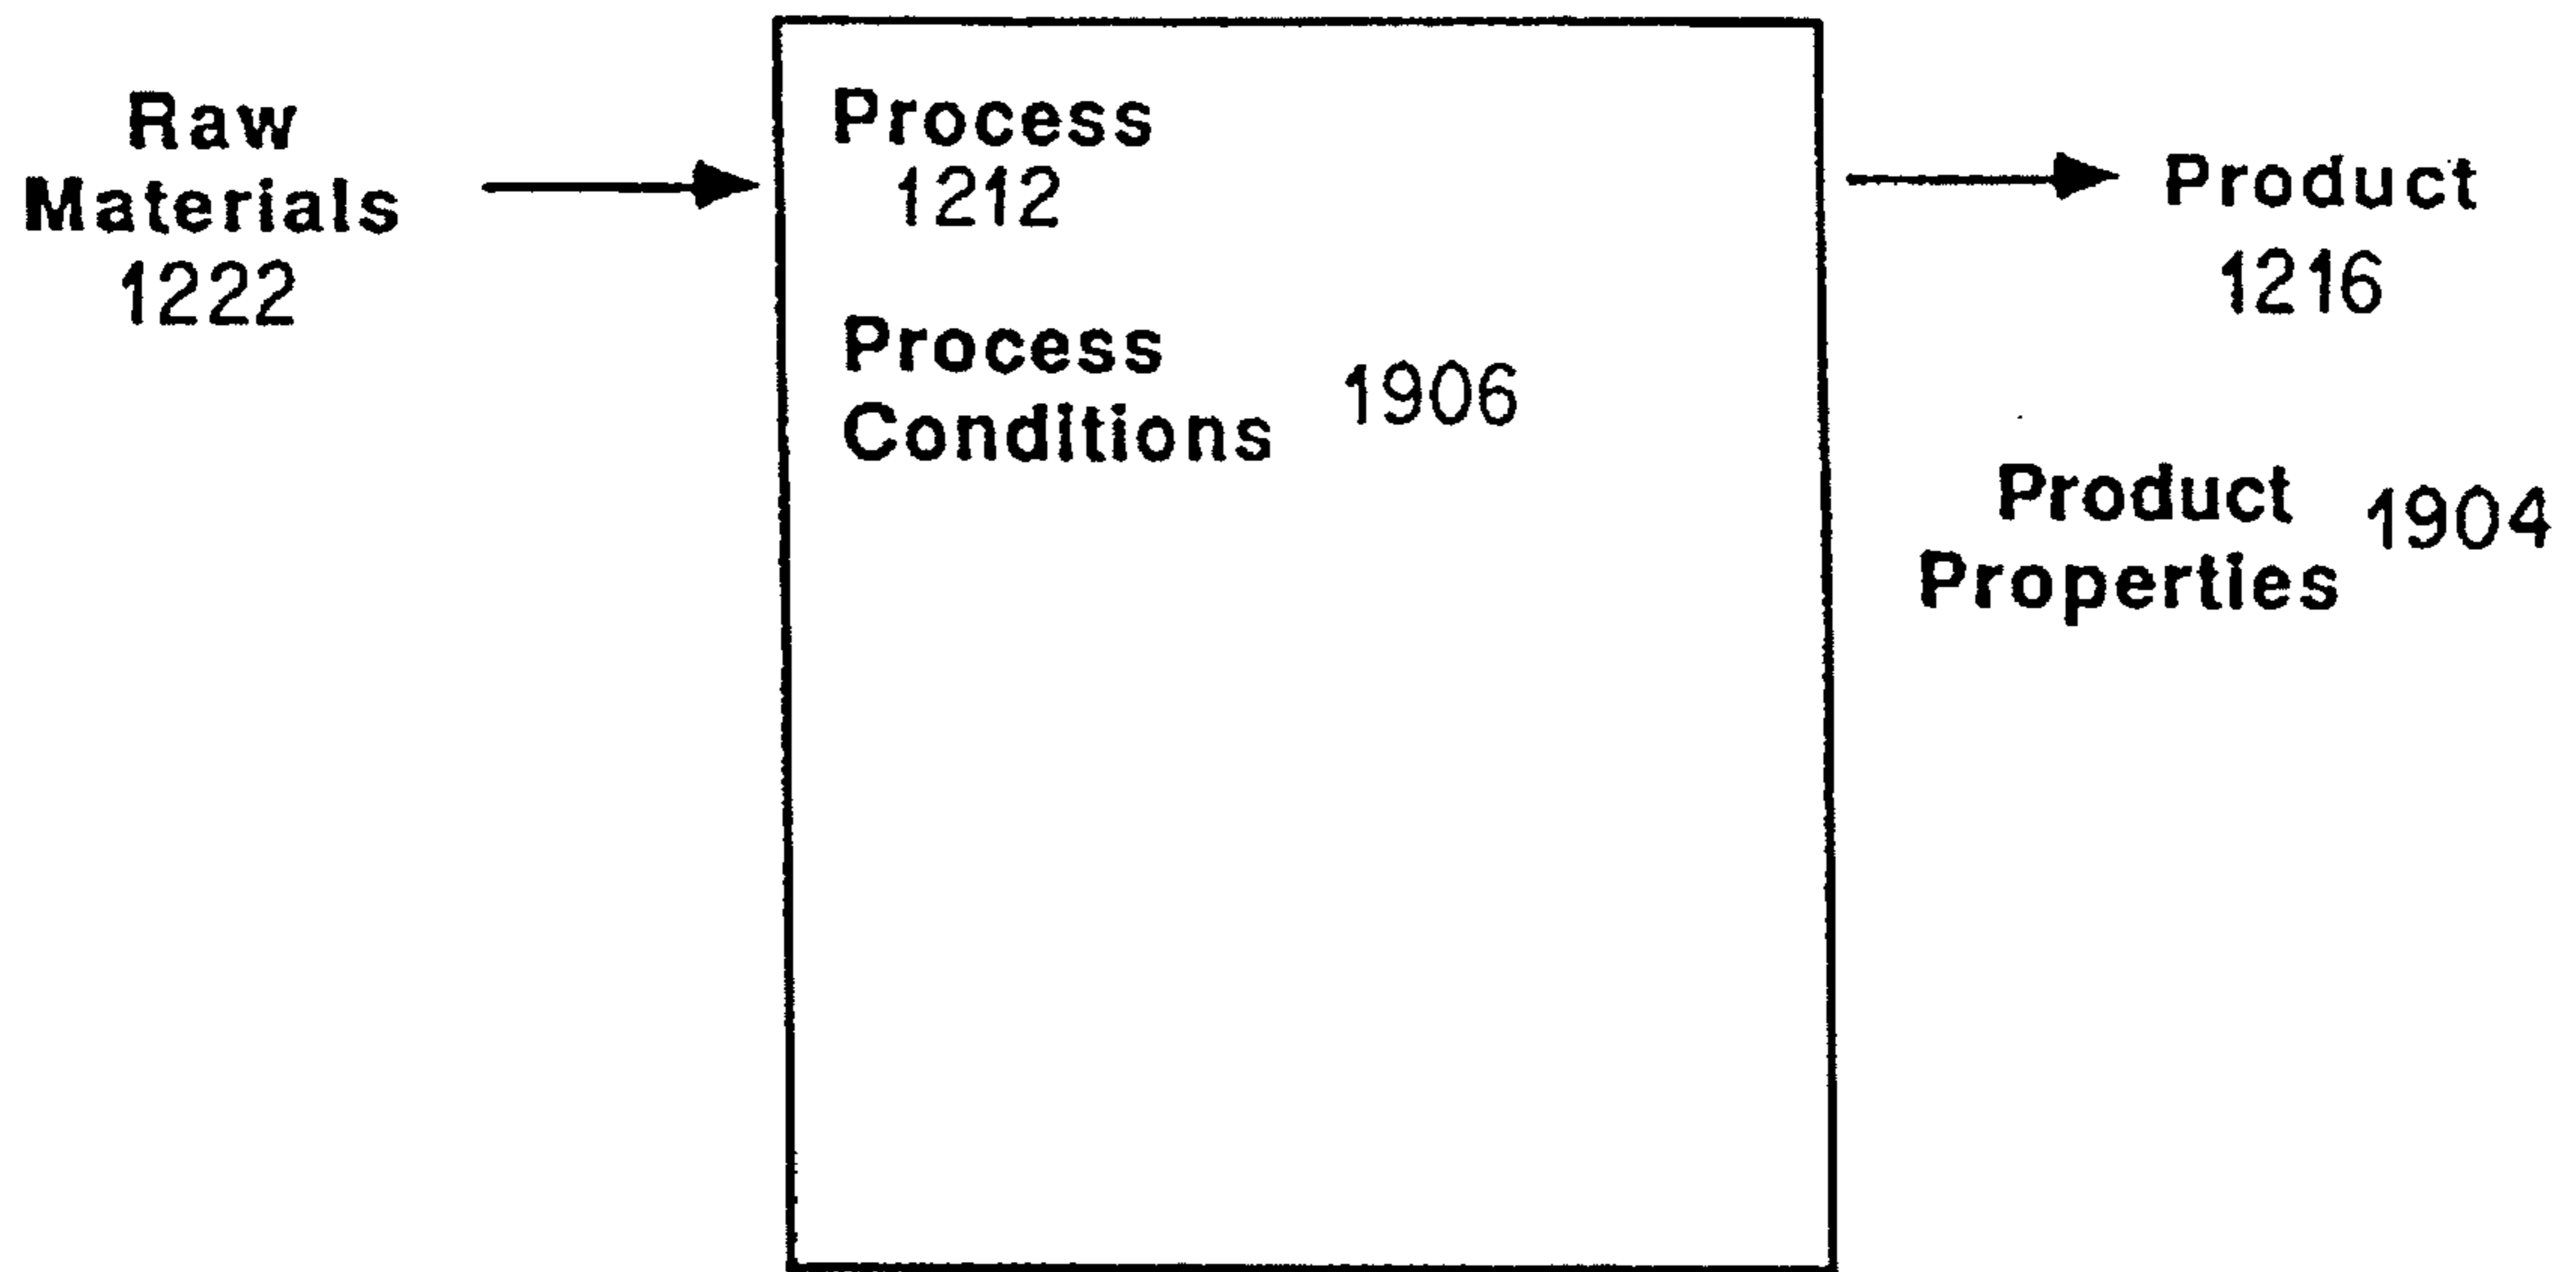 Raw
Materials
1222
Process
1212
Process
Conditions 1906
Product
1216
Product
Properties 1904